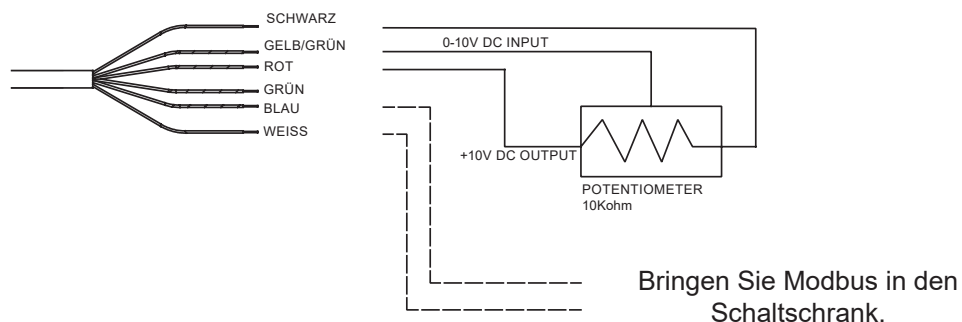 SCHWARZ
GELB/GRÜN
ROT
GRÜN
BLAU
WEISS
0-10V DC INPUT
+10V DC OUTPUT
POTENTIOMETER
10Kohm
Bringen Sie Modbus in den
Schaltschrank.